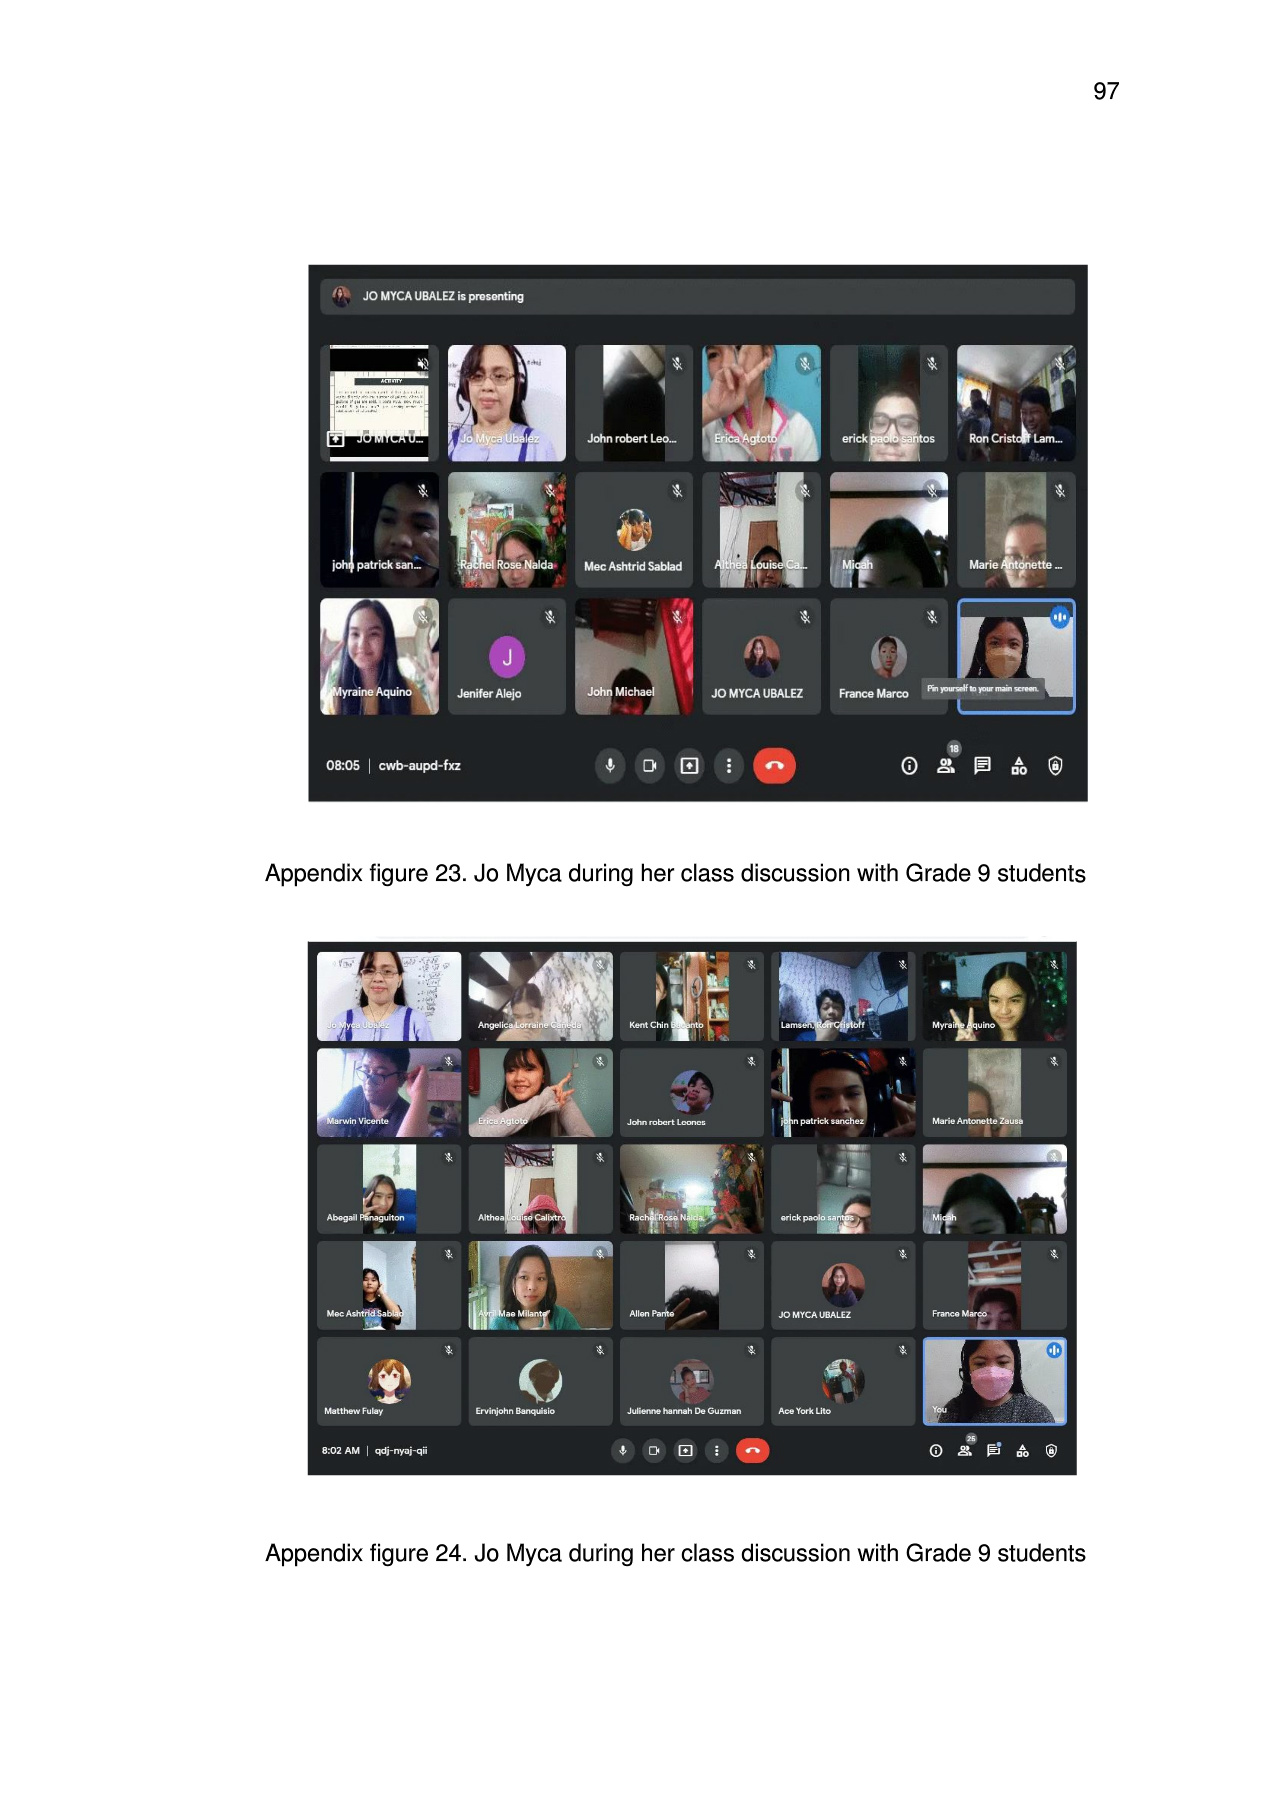 97
JO MYCA UBALEZ is presenting
ACTIVITY
JO MYCA U...
Jo Myca Ubalez
John robert Leo...
Erica Agtoto
erick paolo santos
Ron Cristoff Lam...
john patrick san...
Rachel Rose Nalda
Mec Ashtrid Sablad
Althea Louise Ca...
Micah
Marie Antonette ...
Myraine Aquino
J
Jenifer Alejo
John Michael
JO MYCA UBALEZ
France Marco
Pin yourself to your main screen.
08:05 | cwb-aupd-fxz
18
Appendix figure 23. Jo Myca during her class discussion with Grade 9 students
Jo Myca Ubalez
Angelica Lorraine Caneda
Kent Chin
Lamsen, Ron Cristoff
Myraine Aquino
Marwin Vicente
Erica Agtoto
John robert Leones
john patrick sanchez
Marie Antonette Zausa
Abegail Panaguiton
Althea Louise Calixtro
Rachel Rose Nalda
erick paolo santos
Micah
Mec Ashtrid Sablad
Avril Mae Milante
Allen Pante
JO MYCA UBALEZ
France Marco
Matthew Fulay
Ervinjohn Banquisio
Julienne hannah De Guzman
Ace York Lito
You
8:02 AM | qdj-nyaj-qii
25
Appendix figure 24. Jo Myca during her class discussion with Grade 9 students